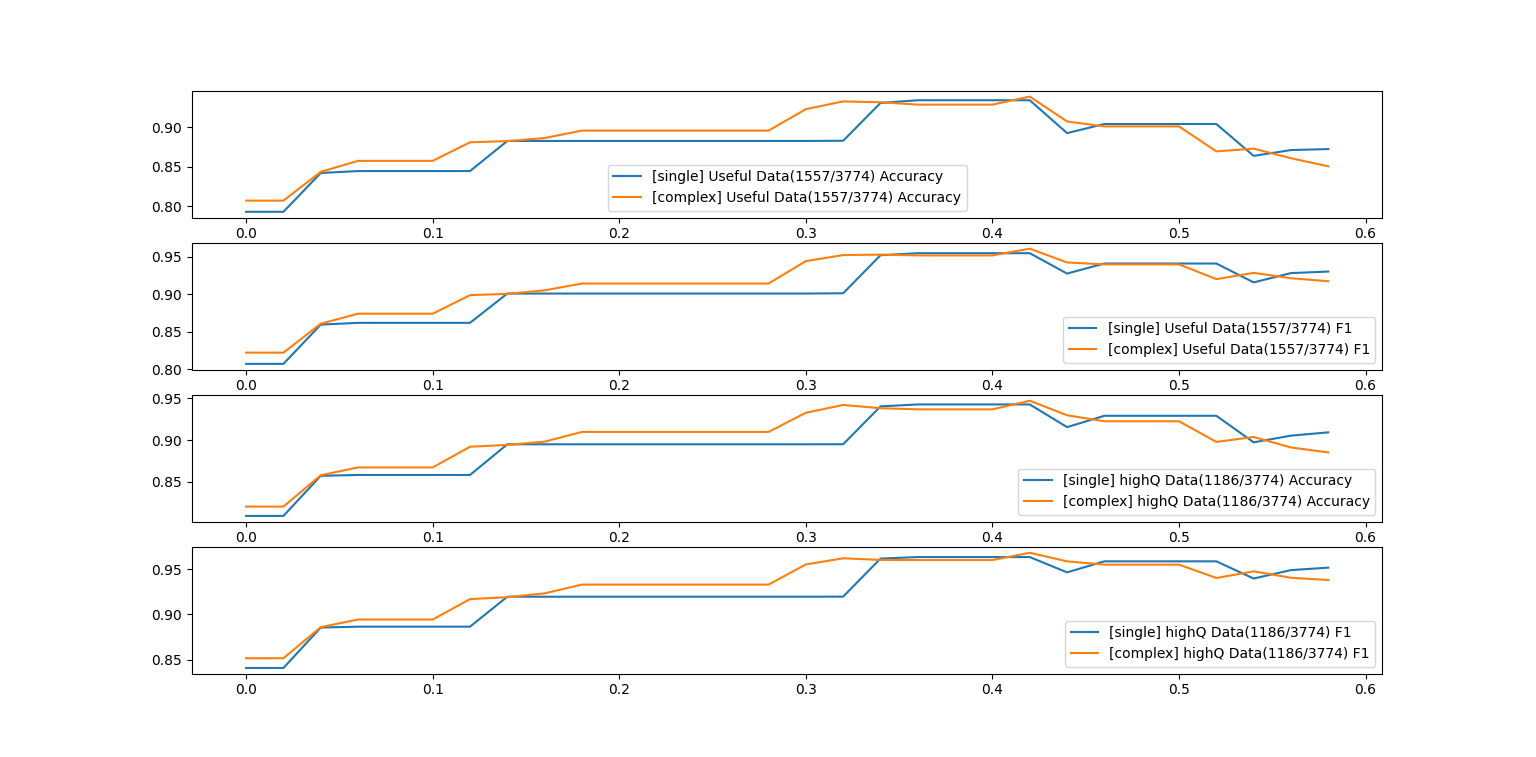 0.90
0.85
0.80
[single] Useful Data(1557/3774) Accuracy
[complex] Useful Data(1557/3774) Accuracy
0.0 0.1 0.2 0.3 0.4 0.5 0.6
0.95
0.90
0.85
0.80
[single] Useful Data(1557/3774) F1
[complex] Useful Data(1557/3774) F1
0.0 0.1 0.2 0.3 0.4 0.5 0.6
0.95
0.90
0.85
[single] highQ Data(1186/3774) Accuracy
[complex] highQ Data(1186/3774) Accuracy
0.0 0.1 0.2 0.3 0.4 0.5 0.6
0.95
0.90
0.85
[single] highQ Data(1186/3774) F1
[complex] highQ Data(1186/3774) F1
0.0 0.1 0.2 0.3 0.4 0.5 0.6